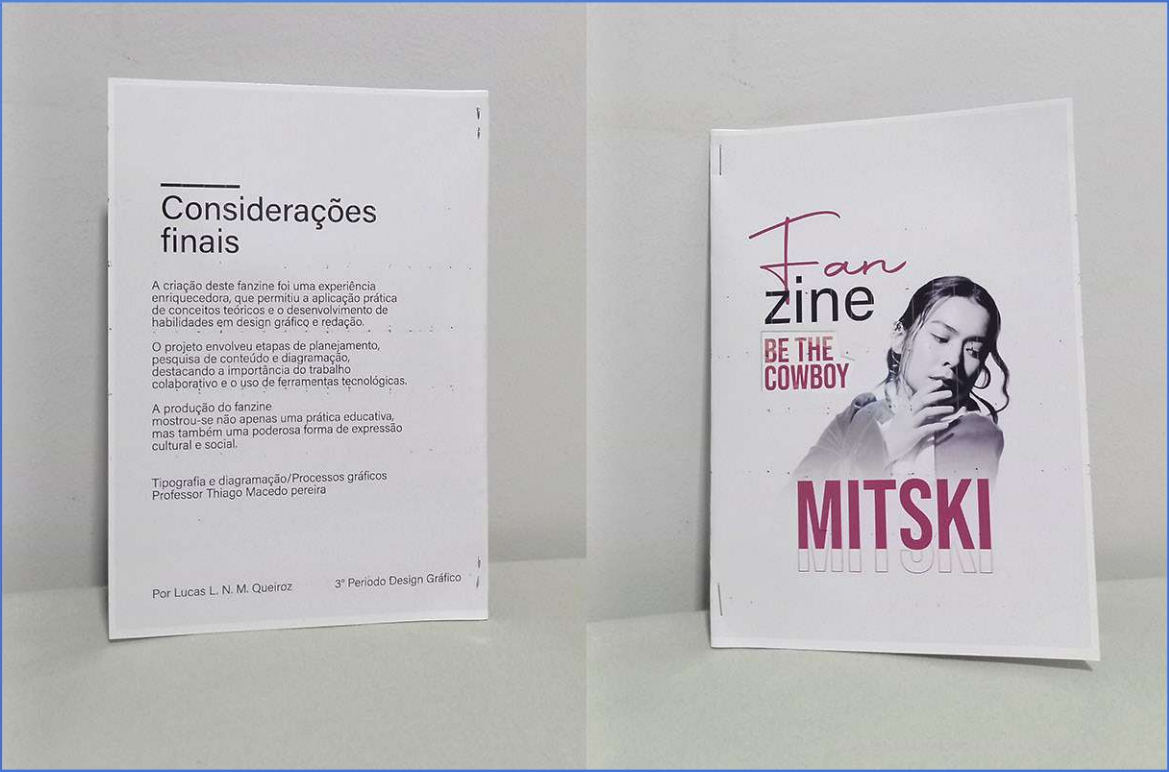 Considerações
finais
A criação deste fanzine foi uma experiência
enriquecedora, que permitiu a aplicação prática
de conceitos teóricos e o desenvolvimento de
habilidades em design gráfico e redação.
O projeto envolveu etapas de planejamento,
pesquisa de conteúdo e diagramação,
destacando a importância do trabalho
colaborativo e o uso de ferramentas tecnológicas.
A produção do fanzine
mostrou-se não apenas uma prática educativa,
mas também uma poderosa forma de expressão
cultural e social.
Tipografia e diagramação/Processos gráficos
Professor Thiago Macedo pereira
Por Lucas L. N. M. Queiroz
3° Periodo Design Gráfico
Fan
zine
BE THE
COWBOY
MITSKI
MITSKI